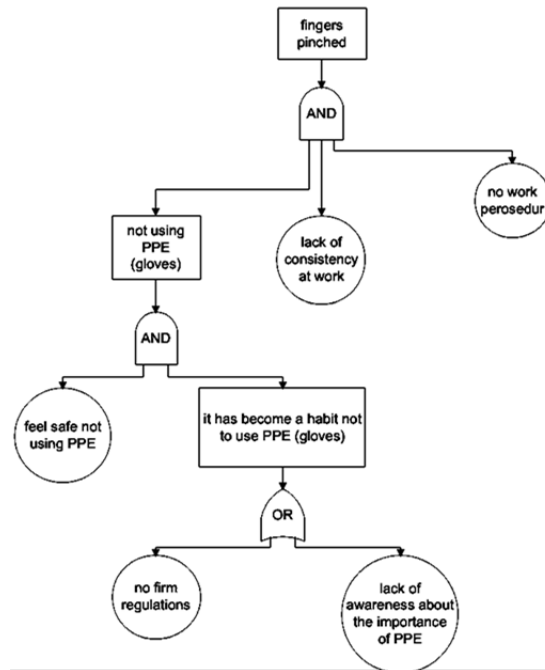 fingers
pinched
AND
no work
perosedur
not using
PPE
(gloves)
lack of
consistency
at work
AND
feel safe not
using PPE
it has become a habit not
to use PPE (gloves)
OR
no firm
regulations
lack of
awareness about
the importance
of PPE